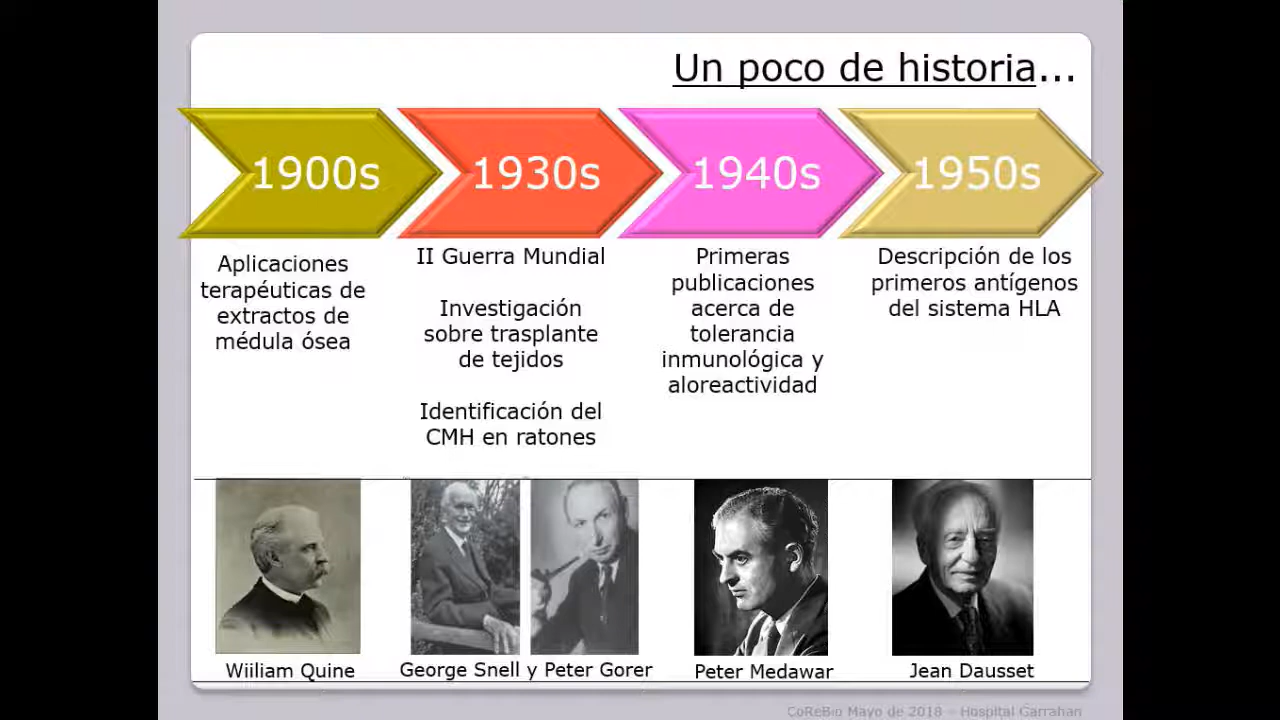 Un poco de historia...
1900s
1930s
1940s
1950s
Aplicaciones
terapéuticas de
extractos de
médula ósea
II Guerra Mundial
Investigación
sobre trasplante
de tejidos
Identificación del
CMH en ratones
Primeras
publicaciones
acerca de
tolerancia
inmunológica y
aloreactividad
Descripción de los
primeros antígenos
del sistema HLA
Wiiliam Quine
George Snell y Peter Gorer
Peter Medawar
Jean Dausset
CoReBio Mayo de 2018 – Hospital Garrahan